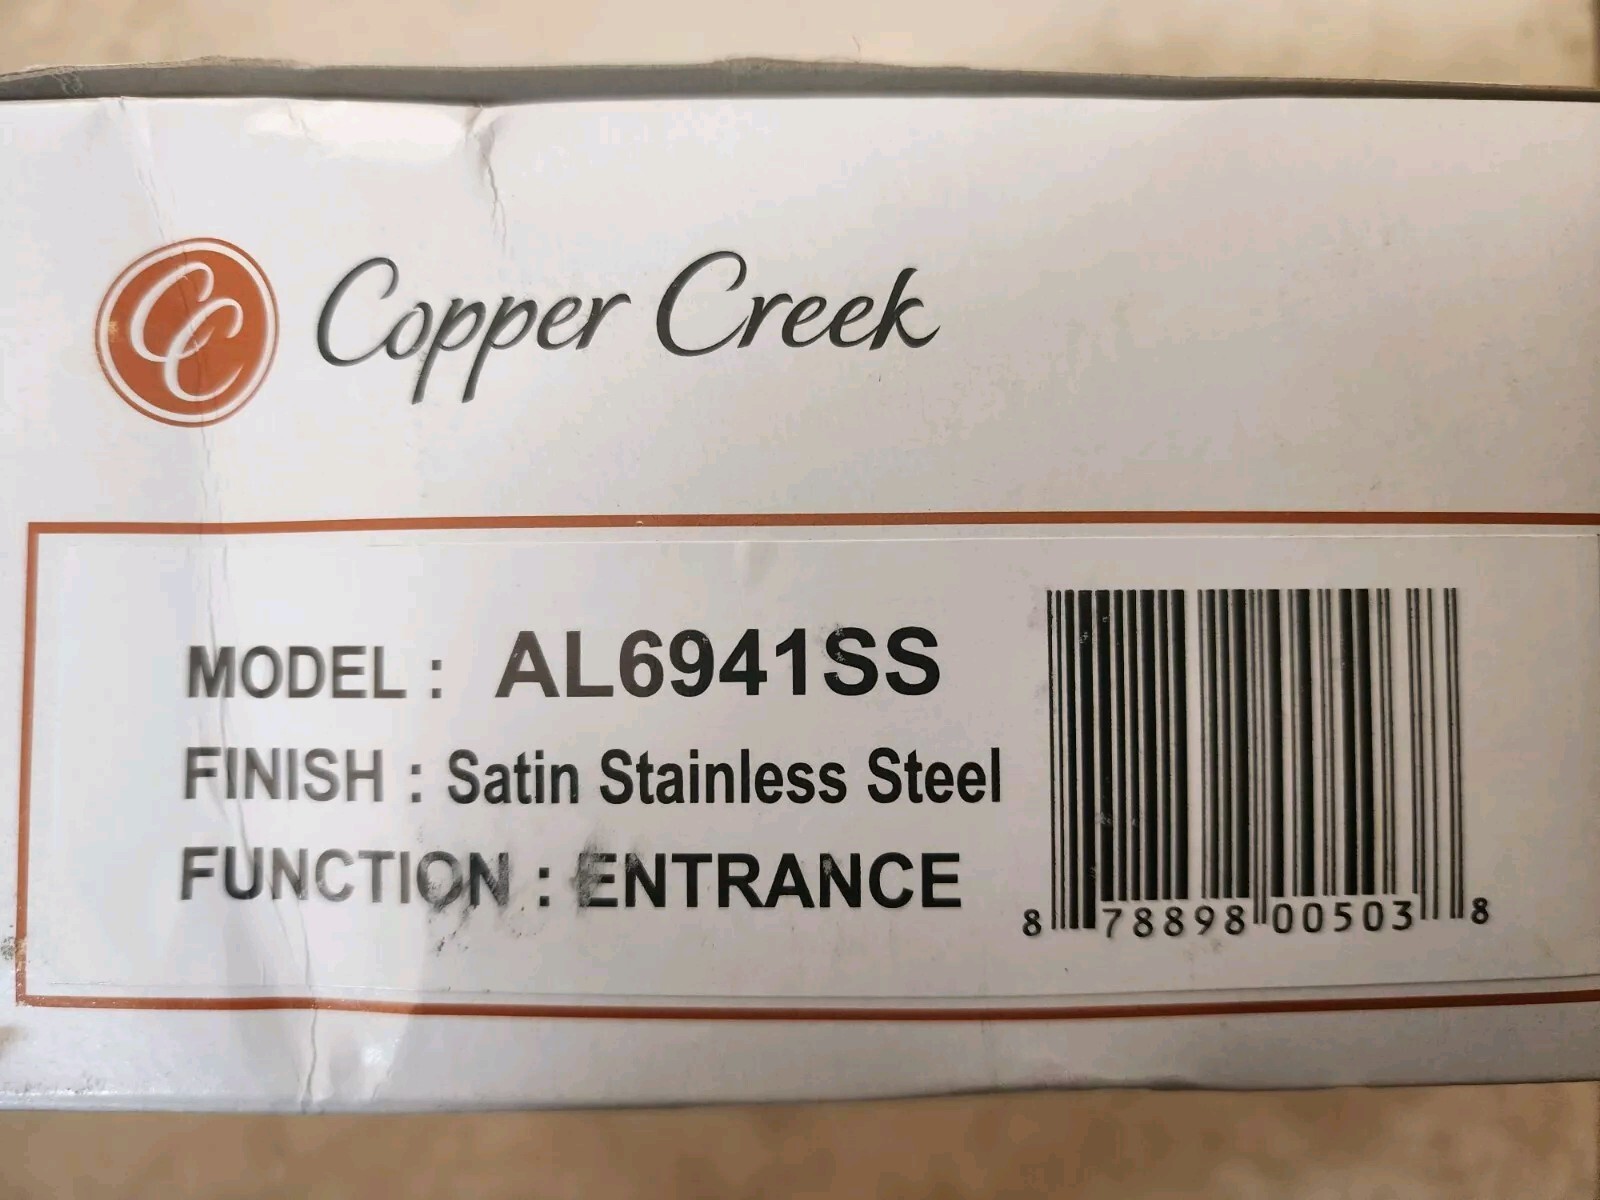 CC Copper Creek
MODEL : AL6941SS
FINISH : Satin Stainless Steel
FUNCTION : ENTRANCE
8 78898 00503 8